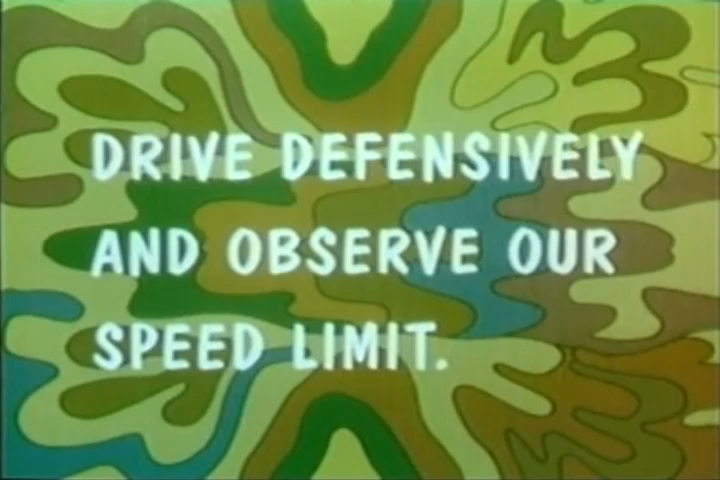 DRIVE DEFENSIVELY
AND OBSERVE OUR
SPEED LIMIT.